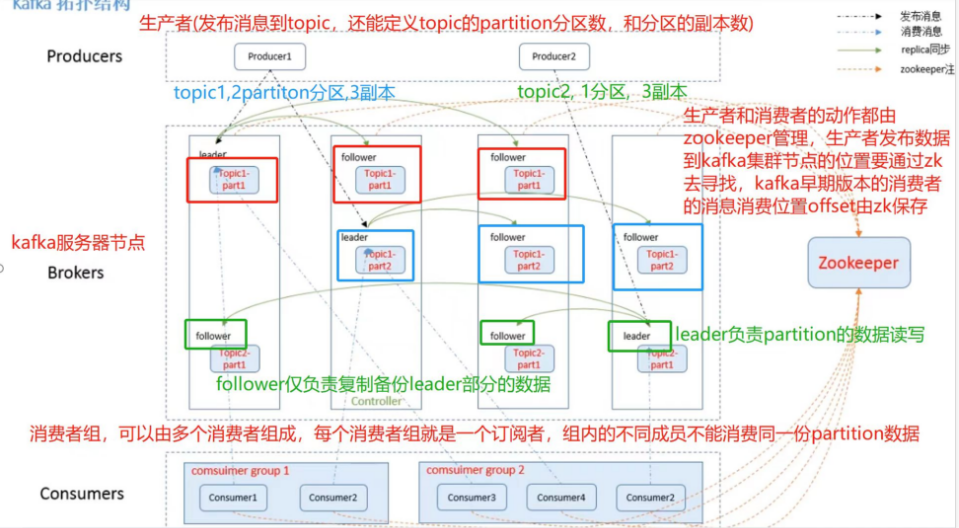 Kafka 拓扑结构
生产者(发布消息到topic，还能定义topic的partition分区数，和分区的副本数)
发布消息
消费消息
replica同步
zookeeper注
Producers
Producer1
Producer2
topic1,2partiton分区,3副本
topic2, 1分区，3副本
生产者和消费者的动作都由
zookeeper管理，生产者发布数据
到kafka集群节点的位置要通过zk
去寻找，kafka早期版本的消费者
的消息消费位置offset由zk保存
leader
Topic1-
part1
follower
Topic1-
part1
follower
Topic1-
part1
kafka服务器节点
Brokers
leader
Topic1-
part2
follower
Topic1-
part2
follower
Topic1-
part2
Zookeeper
follower
Topic2-
part1
follower
Topic2-
part1
leader
Topic2-
part1
leader负责partition的数据读写
follower仅负责复制备份leader部分的数据
Controller
消费者组，可以由多个消费者组成，每个消费者组就是一个订阅者，组内的不同成员不能消费同一份partition数据
Consumers
comsuimer group 1
Consumer1
Consumer2
comsuimer group 2
Consumer3
Consumer4
Consumer2